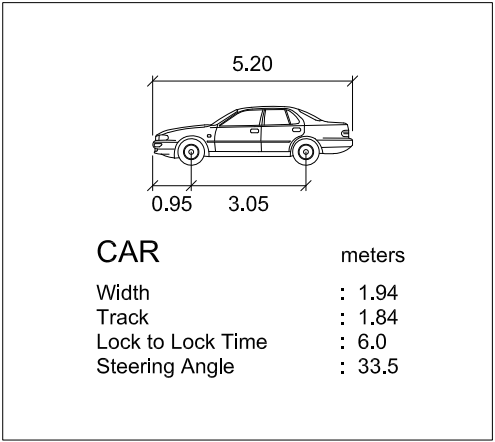 5.20
0.95 3.05
CAR meters
Width : 1.94
Track : 1.84
Lock to Lock Time : 6.0
Steering Angle : 33.5